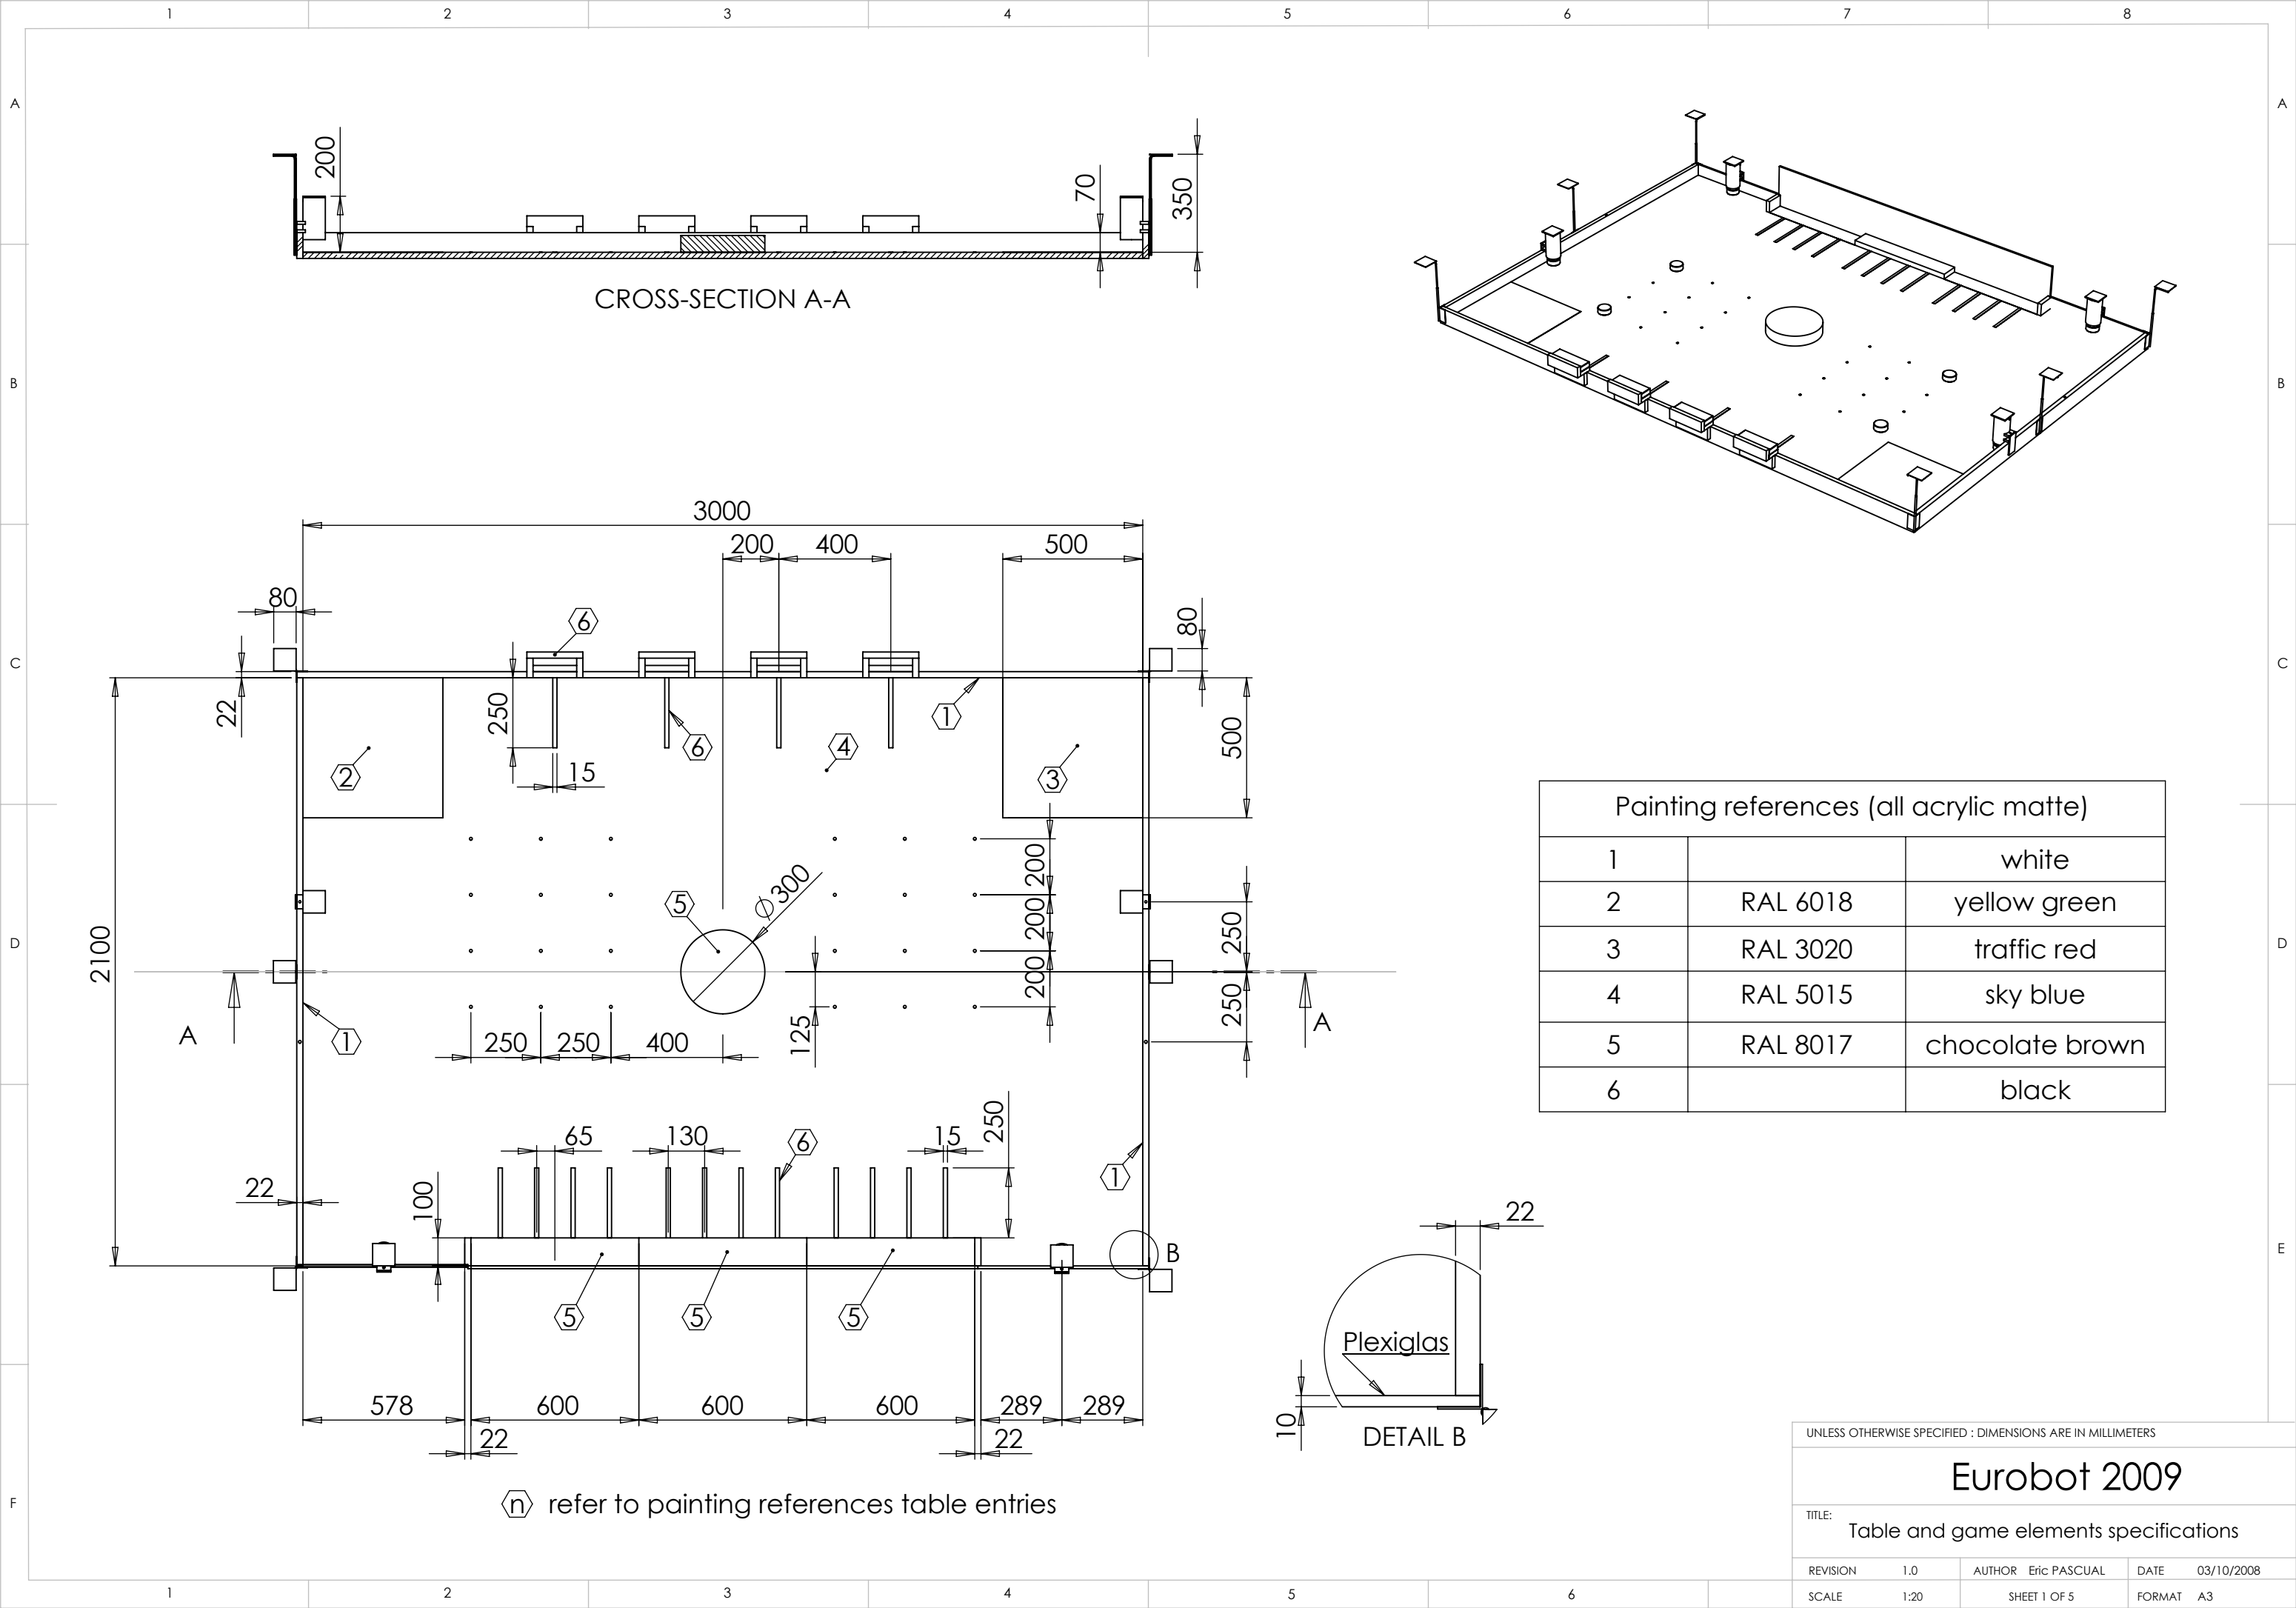 1 2 3 4 5 6 7 8
A A
B B
C C
D D
E E
F
200
70
350
CROSS-SECTION A-A
3000
200 400 500
80
80
6
22
250
15
6
1
4
2
3
500
2100
5
Ø 300
200
200
200
250
250
125
250 250 400
A A
1
65 130 6 15 250
1
22
100
B
5 5 5
578 600 600 600 289 289
22 22
22
Plexiglas
10
DETAIL B
n refer to painting references table entries
Painting references (all acrylic matte)
1 white
2 RAL 6018 yellow green
3 RAL 3020 traffic red
4 RAL 5015 sky blue
5 RAL 8017 chocolate brown
6 black
UNLESS OTHERWISE SPECIFIED : DIMENSIONS ARE IN MILLIMETERS
Eurobot 2009
TITLE:
Table and game elements specifications
REVISION 1.0 AUTHOR Eric PASCUAL DATE 03/10/2008
SCALE 1:20 SHEET 1 OF 5 FORMAT A3
1 2 3 4 5 6